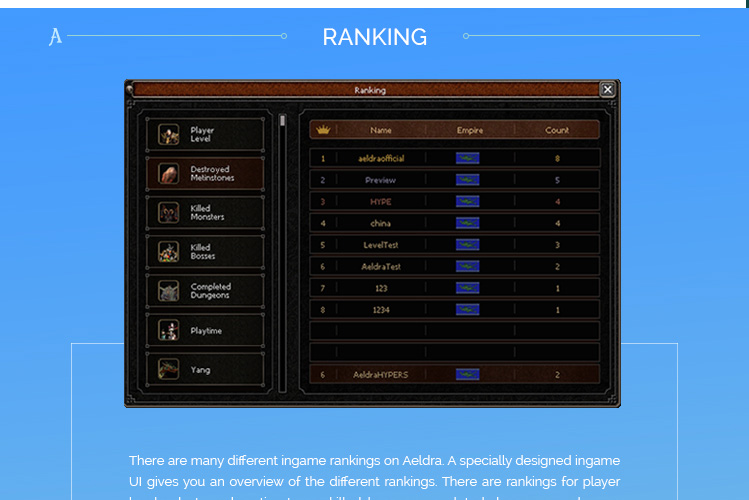 A
RANKING
Ranking
Player
Level
Destroyed
Metinstones
Killed
Monsters
Killed
Bosses
Completed
Dungeons
Playtime
Yang
Name Empire Count
1 aeldraofficial 8
2 Preview 5
3 HYPE 4
4 china 4
5 LevelTest 3
6 AeldraTest 2
7 123 1
8 1234 1
6 AeldraHYPERS 2
There are many different ingame rankings on Aeldra. A specially designed ingame
UI gives you an overview of the different rankings. There are rankings for player